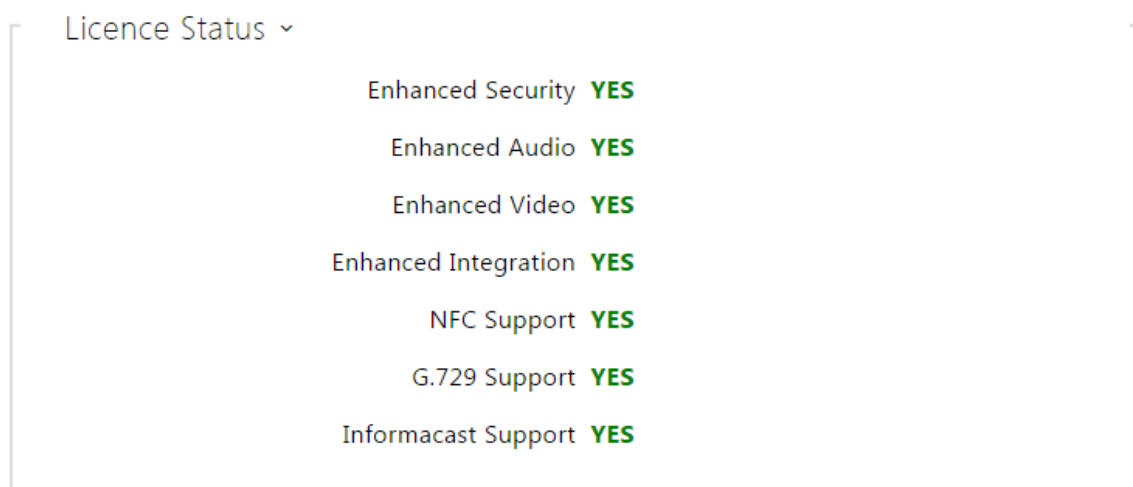 Licence Status
Enhanced Security YES
Enhanced Audio YES
Enhanced Video YES
Enhanced Integration YES
NFC Support YES
G.729 Support YES
Informacast Support YES